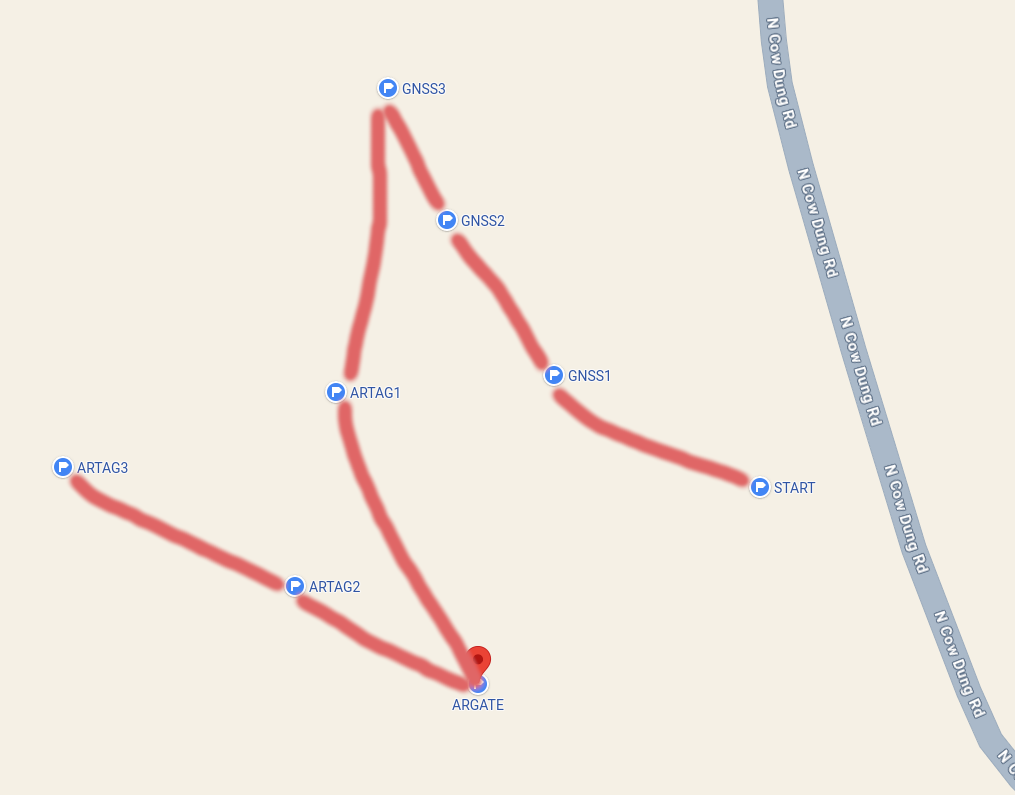 N Cow Dung Rd
GNSS3
N Cow Dung Rd
GNSS2
N Cow Dung Rd
GNSS1
ARTAG1
ARTAG3
START
N Cow Dung Rd
ARTAG2
N Cow Dung Rd
ARGATE
N C